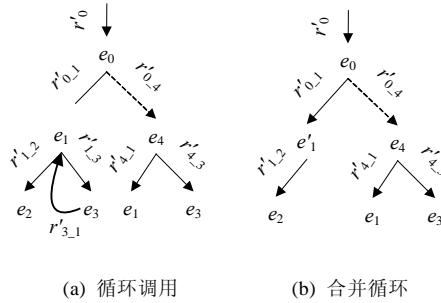 r'0 r'0
e0 e0
r'0_1 r'0_4 r'0_1 r'0_4
e1 e4 e'1 e4
r'1_2 r'1_3 r'4_1 r'4_3 r'1_2 r'4_1 r'4_3
e2 e3 e1 e3 e2 e1 e3
r'3_1
(a) 循环调用 (b) 合并循环